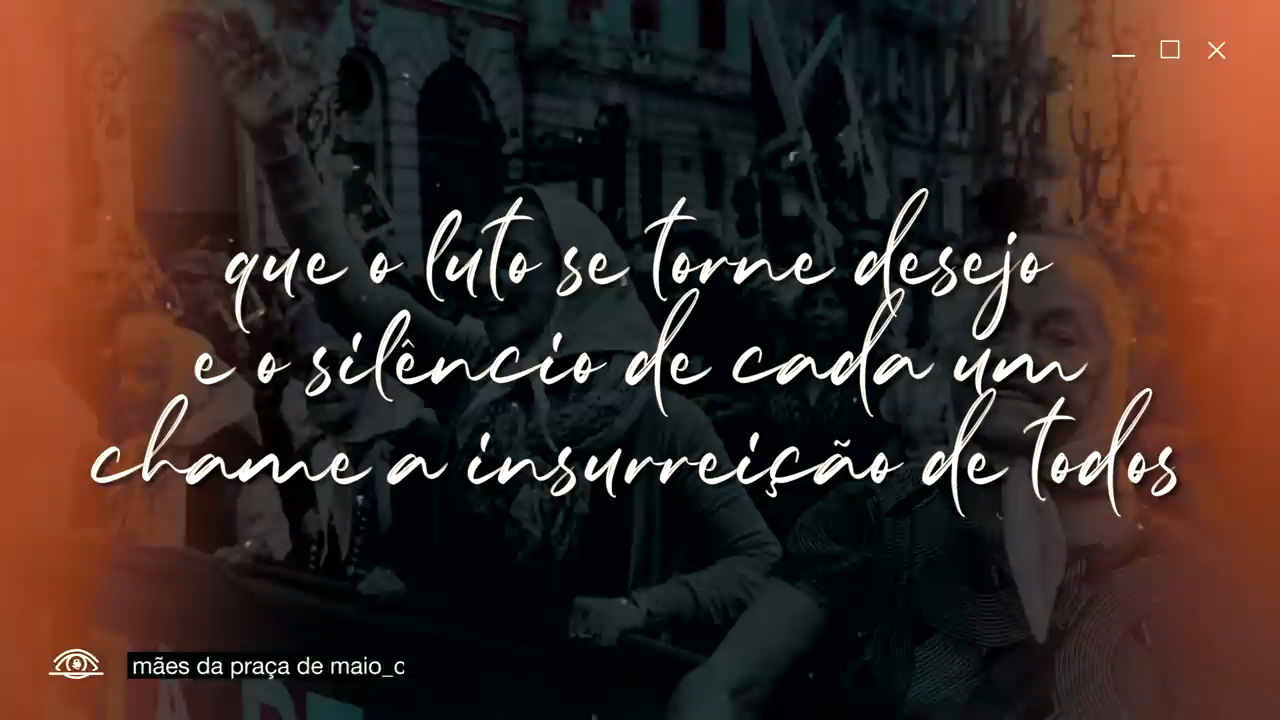 que o luto se torne desejo
e o silêncio de cada um
chame a insurreição de todos
mães da praça de maio_c